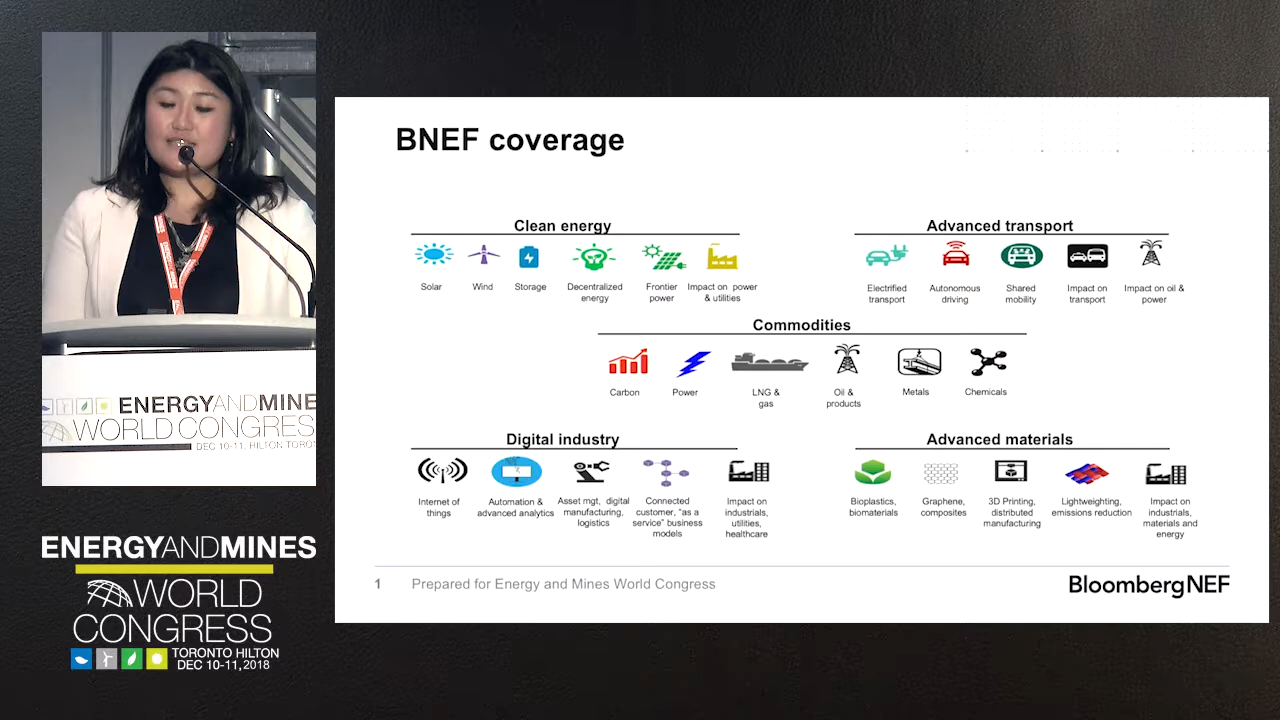 BNEF coverage
Clean energy
Solar
Wind
Storage
Decentralized
energy
Frontier
power
Impact on power
& utilities
Advanced transport
Electrified
transport
Autonomous
driving
Shared
mobility
Impact on
transport
Impact on oil &
power
Commodities
Carbon
Power
LNG &
gas
Oil &
products
Metals
Chemicals
Digital industry
Internet of
things
Automation &
advanced analytics
Asset mgt, digital
manufacturing,
logistics
Connected
customer, “as a
service” business
models
Impact on
industrials,
utilities,
healthcare
Advanced materials
Bioplastics,
biomaterials
Graphene,
composites
3D Printing,
distributed
manufacturing
Lightweighting,
emissions reduction
Impact on
industrials,
materials and
energy
1 Prepared for Energy and Mines World Congress
BloombergNEF
ENERGYANDMINE
WORLD CONGRES
DEC 10-11, HILTON TORO
ENERGYANDMINES
WORLD
CONGRESS
TORONTO HILTON
DEC 10-11, 2018